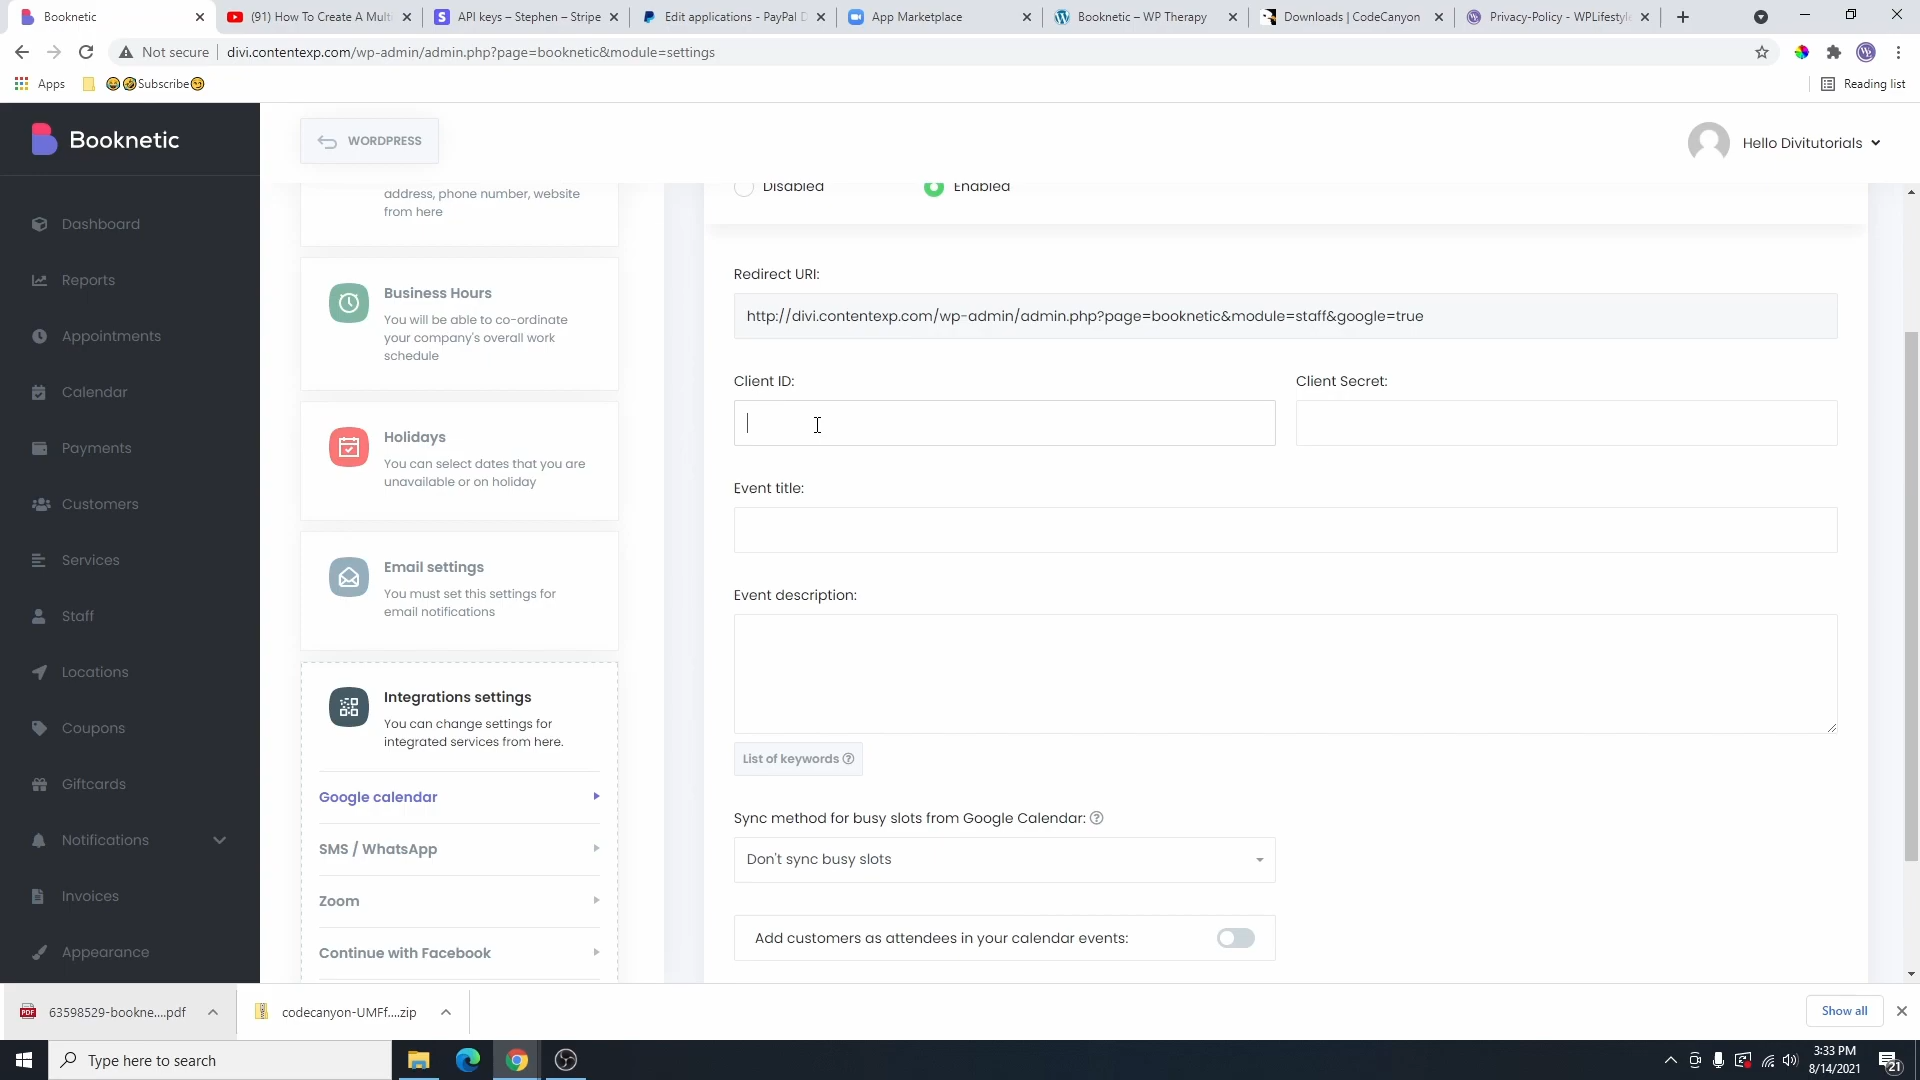 Booknetic
(91) How To Create A Mult
API keys – Stephen – Stripe
Edit applications - PayPal D
App Marketplace
Booknetic – WP Therapy
Downloads | CodeCanyon
Privacy-Policy - WPLifestyle
Not secure
divi.contentexp.com/wp-admin/admin.php?page=booknetic&module=settings
Apps
Subscribe
Reading list
Booknetic
WORDPRESS
Hello Divitutorials
Dashboard
Reports
Appointments
Calendar
Payments
Customers
Services
Staff
Locations
Coupons
Giftcards
Notifications
Invoices
Appearance
address, phone number, website
from here
Business Hours
You will be able to co-ordinate
your company's overall work
schedule
Holidays
You can select dates that you are
unavailable or on holiday
Email settings
You must set this settings for
email notifications
Integrations settings
You can change settings for
integrated services from here.
Google calendar
SMS / WhatsApp
Zoom
Continue with Facebook
Disabled
Enabled
Redirect URI:
http://divi.contentexp.com/wp-admin/admin.php?page=booknetic&module=staff&google=true
Client ID:
Client Secret:
Event title:
Event description:
List of keywords
Sync method for busy slots from Google Calendar:
Don't sync busy slots
Add customers as attendees in your calendar events:
63598529-bookne....pdf
codecanyon-UMFf....zip
Show all
Type here to search
3:33 PM
8/14/2021
21